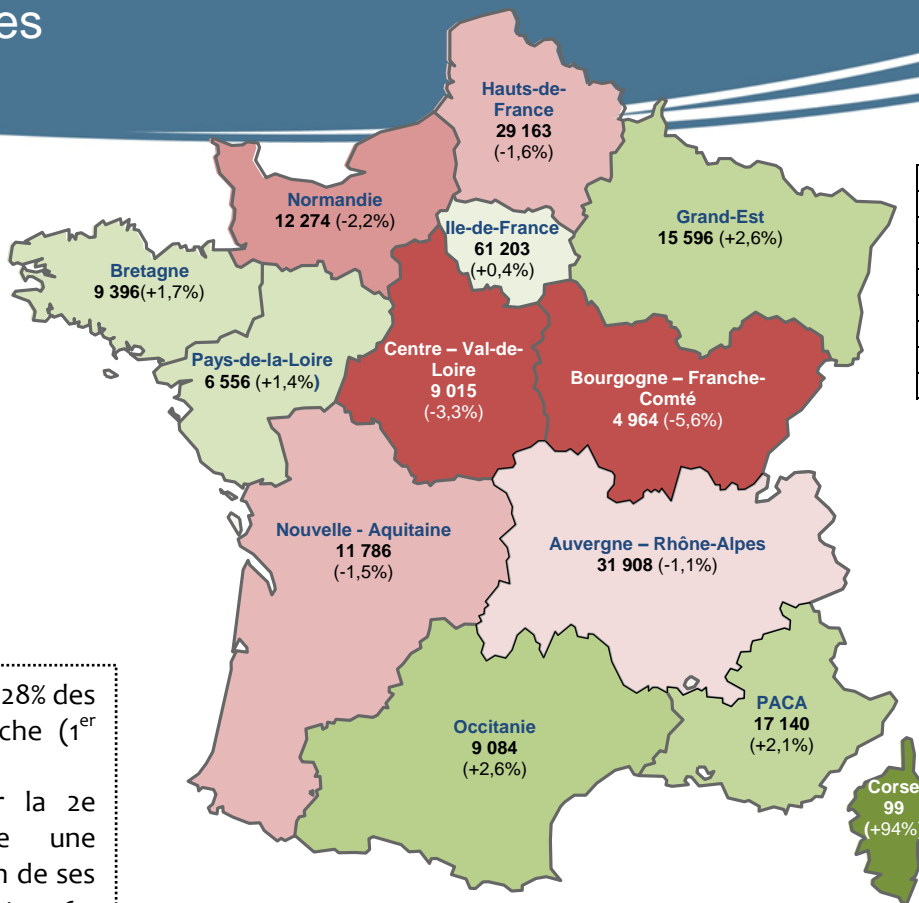 es
Hauts-de-
France
29 163
(-1,6%)
Normandie
12 274 (-2,2%)
Ile-de-France
61 203
(+0,4%)
Grand-Est
15 596 (+2,6%)
Bretagne
9 396(+1,7%)
Pays-de-la-Loire
6 556 (+1,4%)
Centre – Val-de-
Loire
9 015
(-3,3%)
Bourgogne – Franche-
Comté
4 964 (-5,6%)
Nouvelle - Aquitaine
11 786
(-1,5%)
Auvergne – Rhône-Alpes
31 908 (-1,1%)
Occitanie
9 084
(+2,6%)
PACA
17 140
(+2,1%)
Corse
99
(+94%)
28% des
che (1er
r la 2e
e une
n de ses